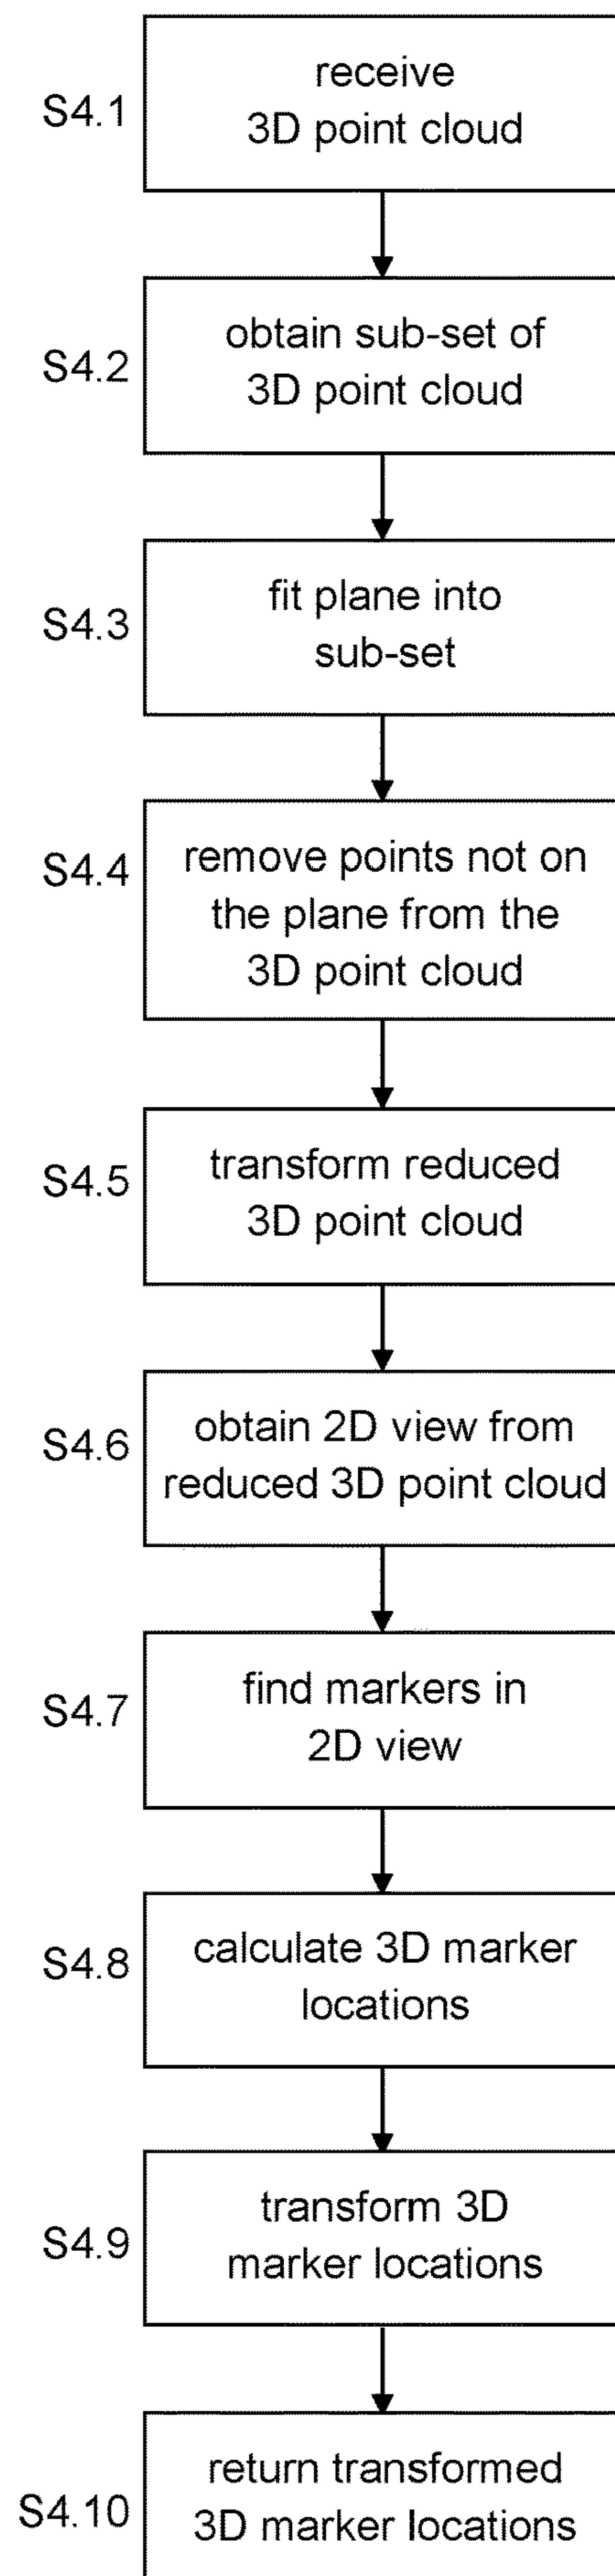 S4.1
receive
3D point cloud
S4.2
obtain sub-set of
3D point cloud
S4.3
fit plane into
sub-set
S4.4
remove points not on
the plane from the
3D point cloud
S4.5
transform reduced
3D point cloud
S4.6
obtain 2D view from
reduced 3D point cloud
S4.7
find markers in
2D view
S4.8
calculate 3D marker
locations
S4.9
transform 3D
marker locations
S4.10
return transformed
3D marker locations